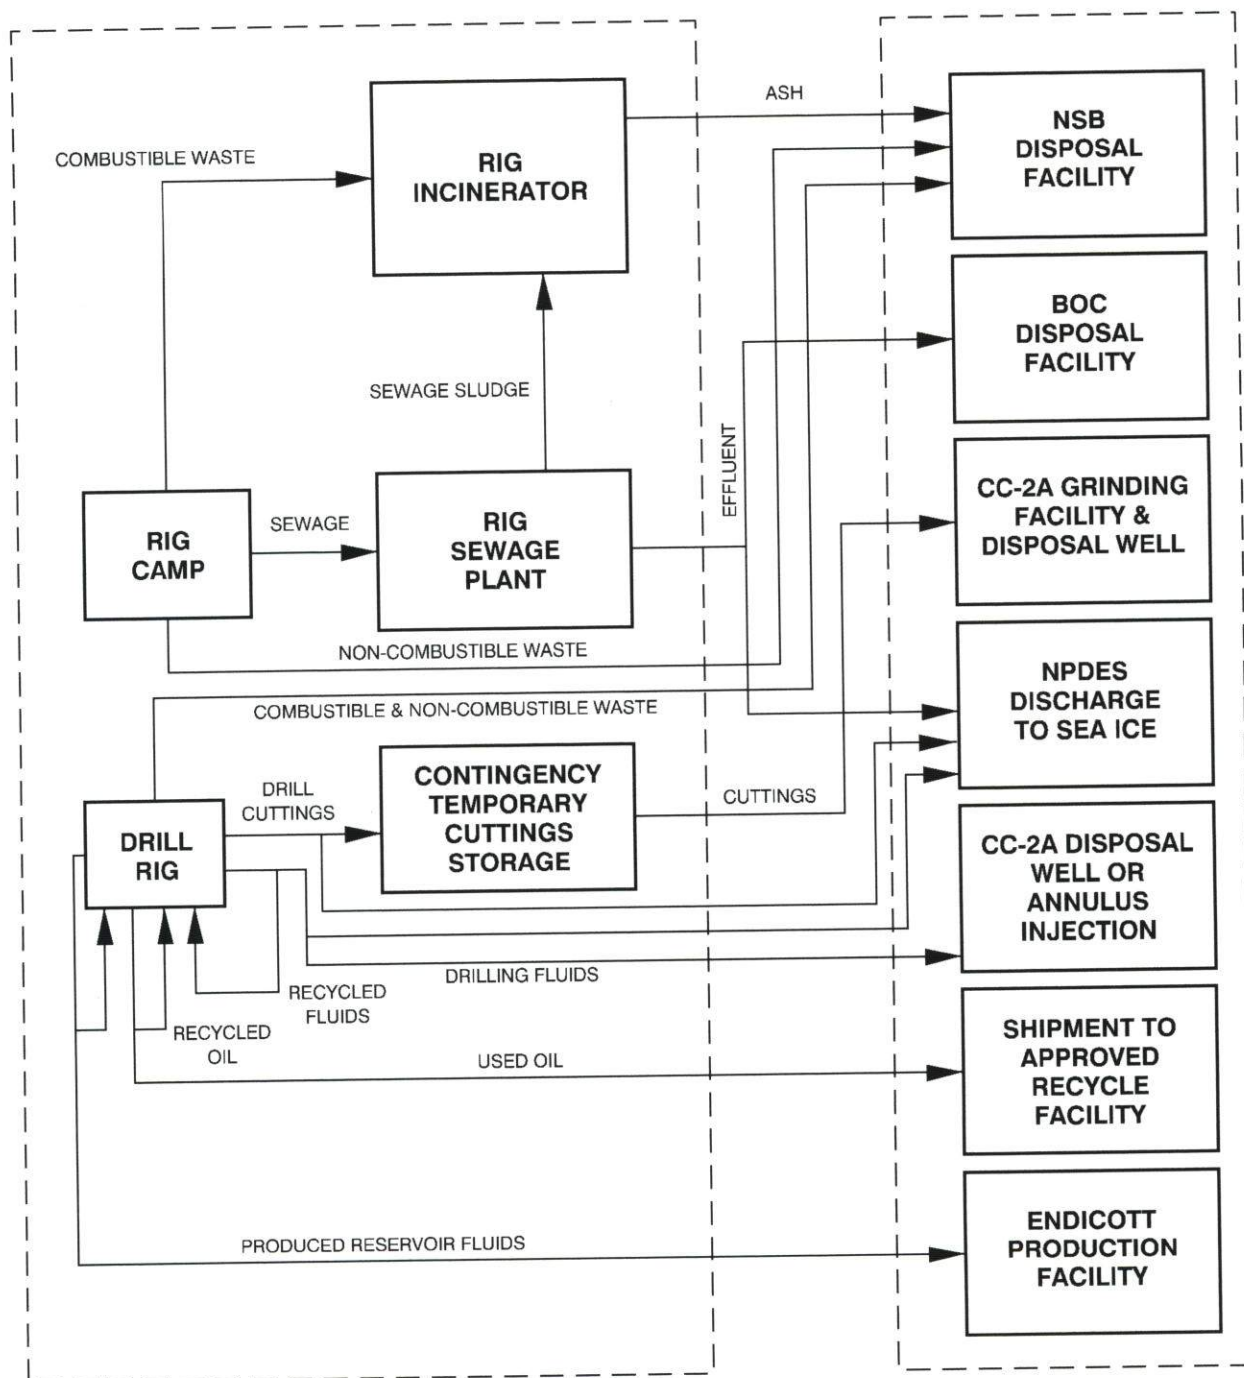 ASH
NSB
DISPOSAL
FACILITY
COMBUSTIBLE WASTE
RIG
INCINERATOR
BOC
DISPOSAL
FACILITY
SEWAGE SLUDGE
EFFLUENT
CC-2A GRINDING
FACILITY &
DISPOSAL WELL
RIG
CAMP
SEWAGE
RIG
SEWAGE
PLANT
NON-COMBUSTIBLE WASTE
COMBUSTIBLE & NON-COMBUSTIBLE WASTE
NPDES
DISCHARGE
TO SEA ICE
DRILL
CUTTINGS
CONTINGENCY
TEMPORARY
CUTTINGS
STORAGE
CUTTINGS
DRILL
RIG
CC-2A DISPOSAL
WELL OR
ANNULUS
INJECTION
DRILLING FLUIDS
RECYCLED
FLUIDS
RECYCLED
OIL
USED OIL
SHIPMENT TO
APPROVED
RECYCLE
FACILITY
PRODUCED RESERVOIR FLUIDS
ENDICOTT
PRODUCTION
FACILITY